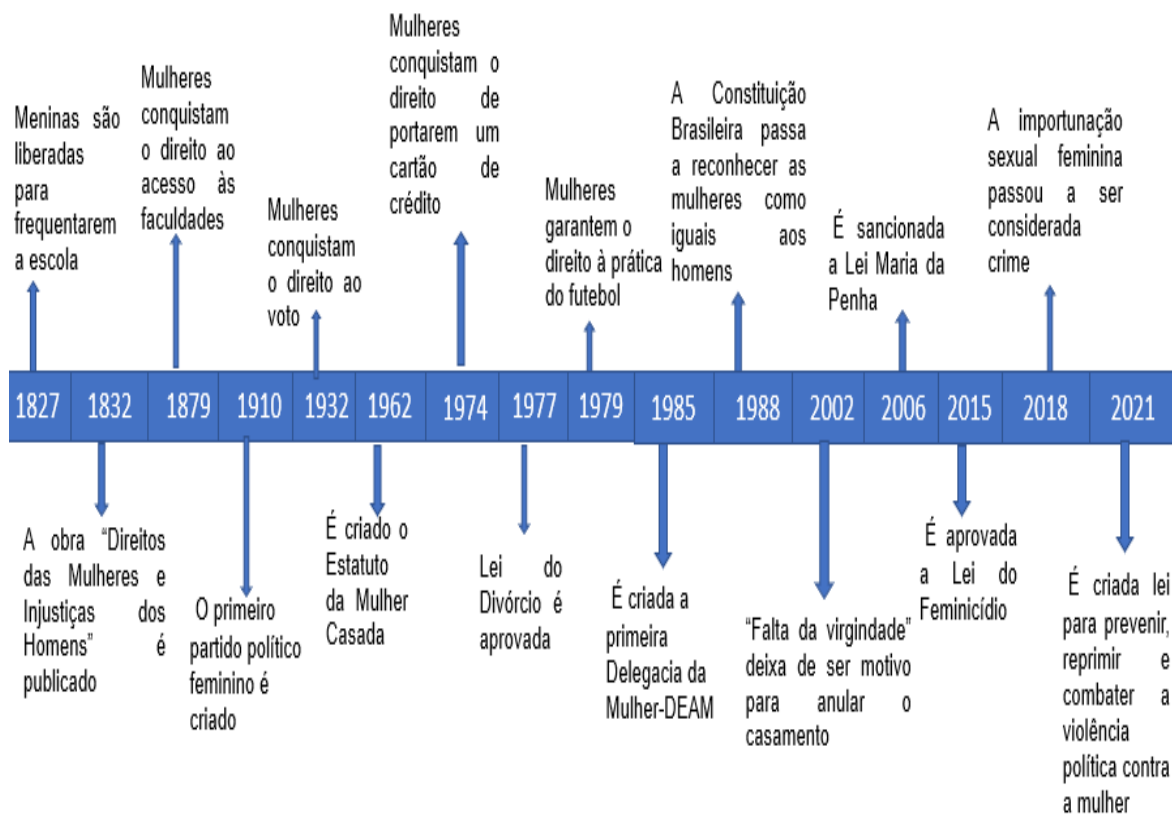 Meninas são
liberadas
para
frequentarem
a escola
Mulheres
conquistam
o direito ao
acesso às
faculdades
Mulheres
conquistam
o direito ao
voto
Mulheres
conquistam o
direito de
portarem um
cartão de
crédito
Mulheres
garantem o
direito à prática
do futebol
A Constituição
Brasileira passa
a reconhecer as
mulheres como
iguais aos
homens
É sancionada
a Lei Maria da
Penha
A importunação
sexual feminina
passou a ser
considerada
crime
1827 1832 1879 1910 1932 1962 1974 1977 1979 1985 1988 2002 2006 2015 2018 2021
A obra “Direitos
das Mulheres e
Injustiças dos
Homens” é
publicado
O primeiro
partido político
feminino é
criado
É criado o
Estatuto
da Mulher
Casada
Lei do
Divórcio é
aprovada
É criada a
primeira
Delegacia da
Mulher-DEAM
“Falta da virgindade”
deixa de ser motivo
para anular o
casamento
É aprovada
a Lei do
Feminicídio
É criada lei
para prevenir,
reprimir e
combater a
violência
política contra
a mulher